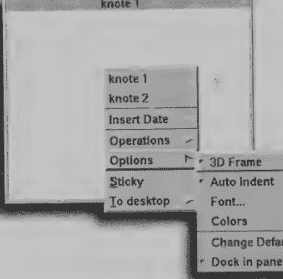 knote 1
knote 1
knote 2
Insert Date
Operations
Options
Sticky
To desktop
3D Frame
Auto indent
Font...
Colors
Change Defa
Dock in pane